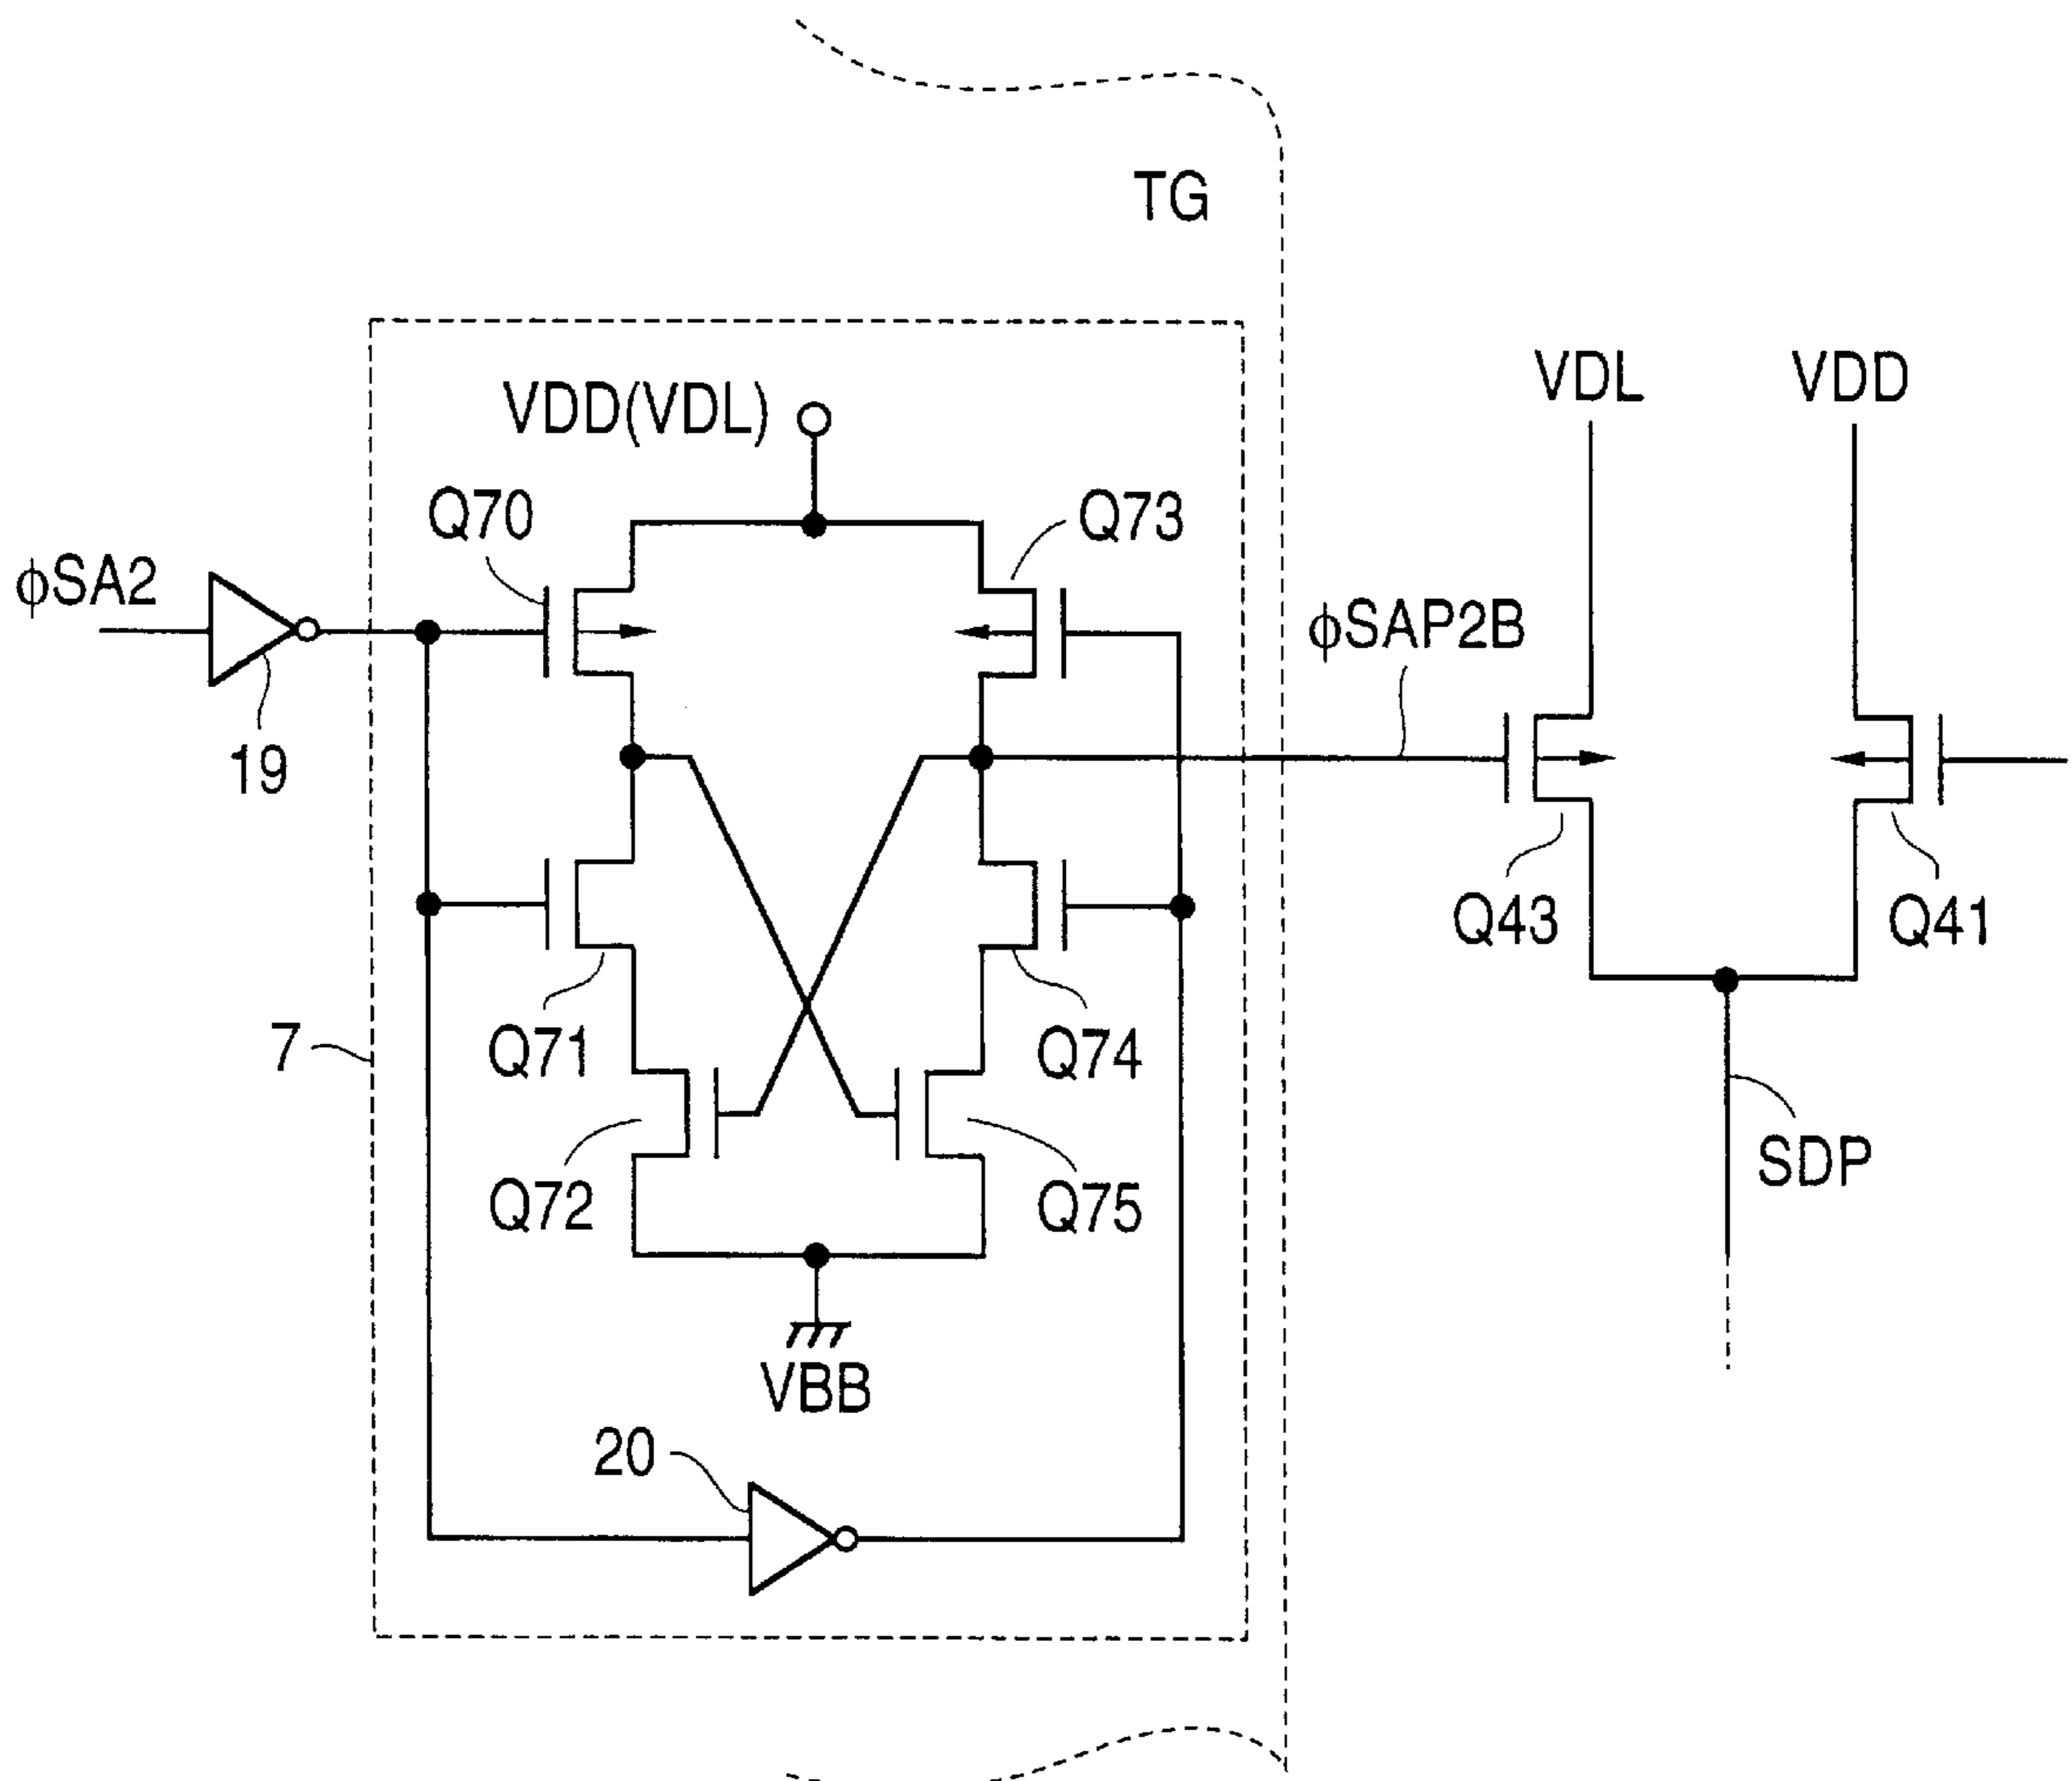 TG
VDL
VDD
VDD(VDL)
Q70
Q73
ϕSA2
ϕSAP2B
19
Q43
Q41
7
Q71
Q74
SDP
Q72
Q75
VBB
20